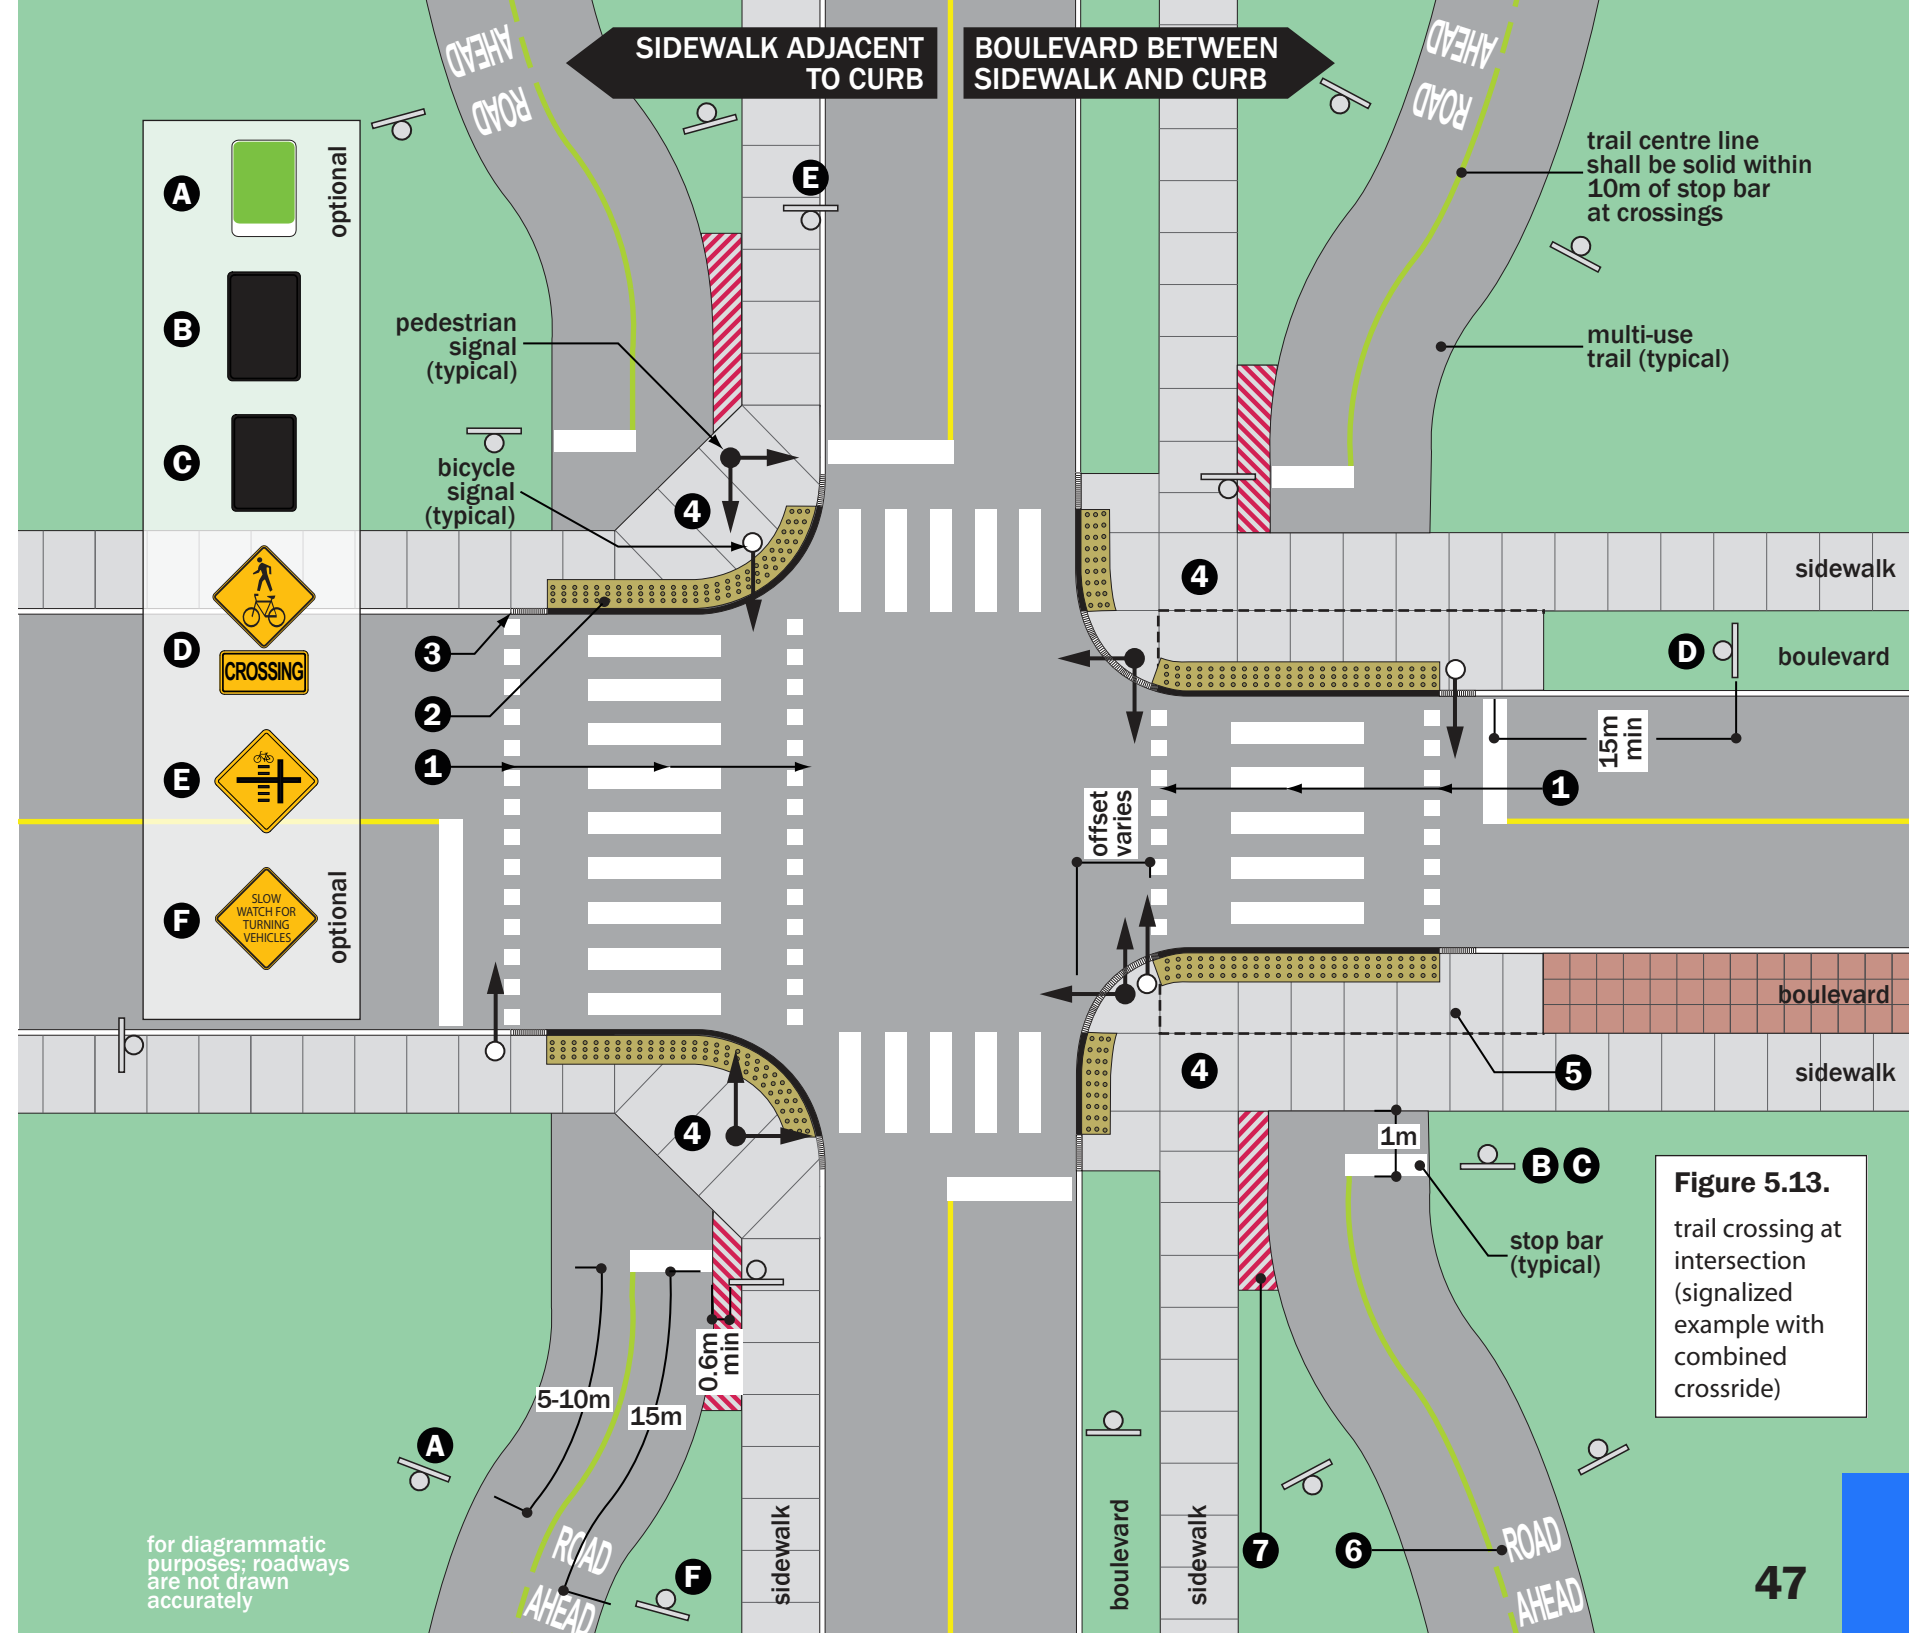 SIDEWALK ADJACENT
TO CURB
BOULEVARD BETWEEN
SIDEWALK AND CURB
AHEAD
ROAD
AHEAD
ROAD
trail centre line
shall be solid within
10m of stop bar
at crossings
multi-use
trail (typical)
A
optional
B
C
D
CROSSING
E
F
SLOW
WATCH FOR
TURNING
VEHICLES
optional
E
pedestrian
signal
(typical)
bicycle
signal
(typical)
4
3
2
1
4
sidewalk
D
boulevard
15m
min
1
offset
varies
boulevard
4
5
sidewalk
4
1m
B C
stop bar
(typical)
Figure 5.13.
trail crossing at
intersection
(signalized
example with
combined
crossride)
0.6m
min
5-10m
15m
A
ROAD
AHEAD
F
sidewalk
boulevard
sidewalk
7
6
ROAD
AHEAD
for diagrammatic
purposes; roadways
are not drawn
accurately
47